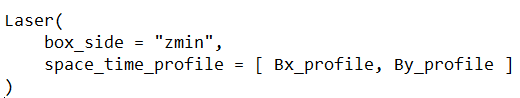 Laser(
    box_side = "zmin",
    space_time_profile = [ Bx_profile, By_profile ]
)